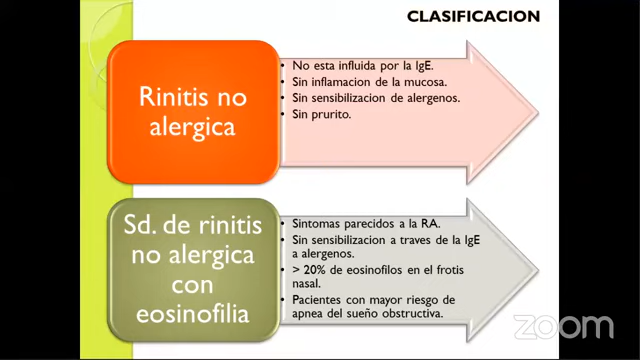 CLASIFICACION
Rinitis no
alergica
• No esta influida por la IgE.
• Sin inflamacion de la mucosa.
• Sin sensibilizacion de alergenos.
• Sin prurito.
Sd. de rinitis
no alergica
con
eosinofilia
• Sintomas parecidos a la RA.
• Sin sensibilizacion a traves de la IgE
a alergenos.
• > 20% de eosinofilos en el frotis
nasal.
• Pacientes con mayor riesgo de
apnea del sueño obstructiva.
zoom